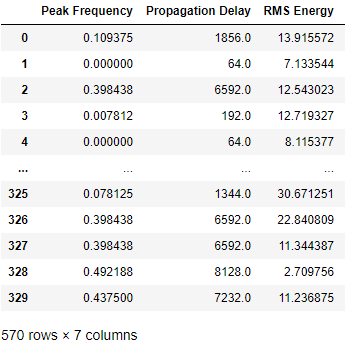 Peak Frequency Propagation Delay RMS Energy
0 0.109375 1856.0 13.915572
1 0.000000 64.0 7.133544
2 0.398438 6592.0 12.543023
3 0.007812 192.0 12.719327
4 0.000000 64.0 8.115377
... ... ... ...
325 0.078125 1344.0 30.671251
326 0.398438 6592.0 22.840809
327 0.398438 6592.0 11.344387
328 0.492188 8128.0 2.709756
329 0.437500 7232.0 11.236875
570 rows × 7 columns